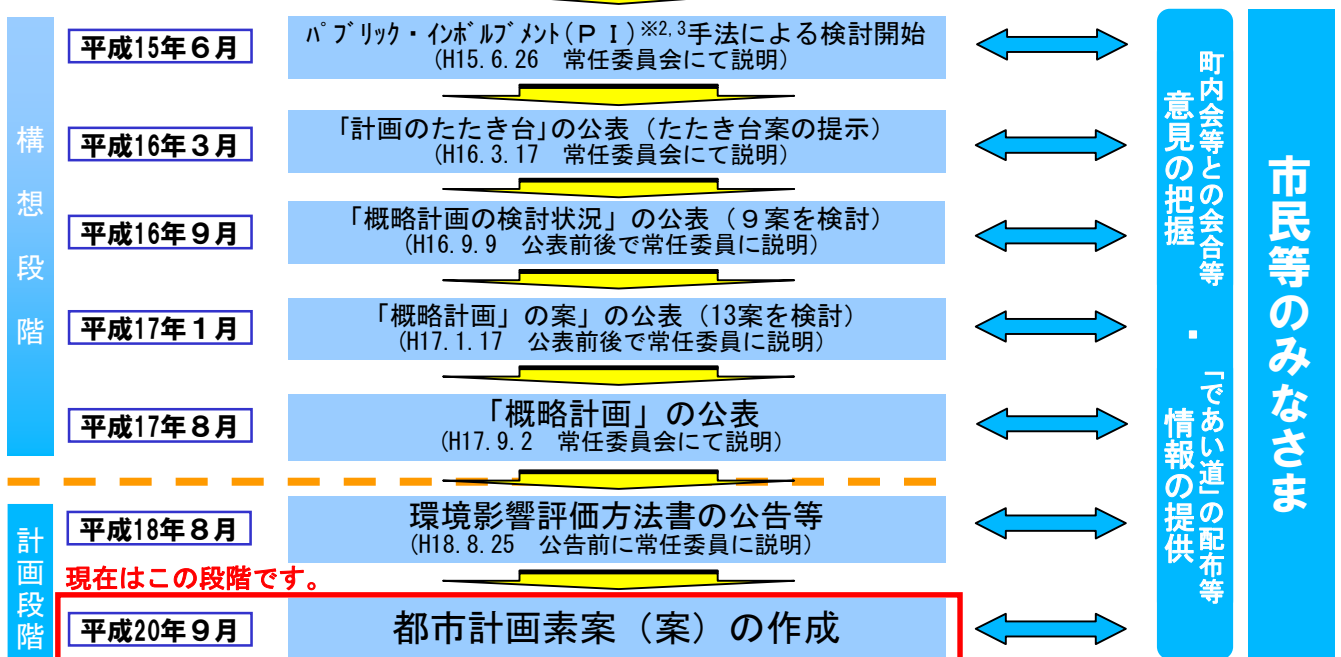 構想段階
平成15年６月
ﾊﾟﾌﾞﾘｯｸ・ｲﾝﾎﾞﾙﾌﾞﾒﾝﾄ(ＰＩ)※2,3手法による検討開始
(H15.6.26　常任委員会にて説明)
平成16年３月
「計画のたたき台」の公表（たたき台案の提示）
(H16.3.17　常任委員会にて説明)
平成16年９月
「概略計画の検討状況」の公表（９案を検討）
(H16.9.9　公表前後で常任委員に説明)
平成17年１月
「概略計画」の案」の公表（13案を検討）
(H17.1.17　公表前後で常任委員に説明)
平成17年８月
「概略計画」の公表
(H17.9.2　常任委員会にて説明)
計画段階
平成18年８月
環境影響評価方法書の公告等
(H18.8.25　公告前に常任委員に説明)
現在はこの段階です。
平成20年９月
都市計画素案（案）の作成
町内会等との会合等
意見の把握
・
「であい道」の配布等
情報の提供
市民等のみなさま